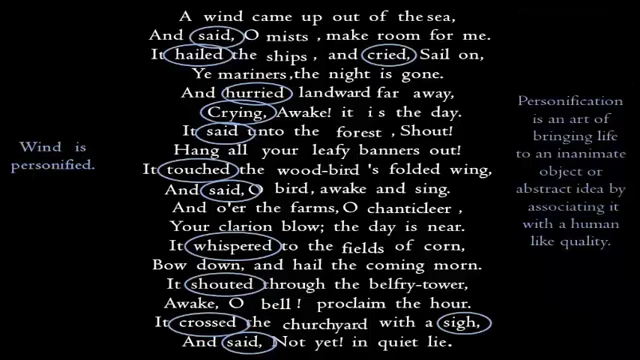 A wind came up out of the sea,
And said, O mists, make room for me.
It hailed the ships, and cried, Sail on,
Ye mariners, the night is gone.
And hurried landward far away,
Crying, Awake! it is the day.
It said unto the forest, Shout!
Hang all your leafy banners out!
It touched the wood-bird's folded wing,
And said, O bird, awake and sing.
And o'er the farms, O chanticleer,
Your clarion blow; the day is near.
It whispered to the fields of corn,
Bow down, and hail the coming morn.
It shouted through the belfry-tower,
Awake, O bell! proclaim the hour.
It crossed the churchyard with a sigh,
And said, Not yet! in quiet lie.
Wind is
personified.
Personification
is an art of
bringing life
to an inanimate
object or
abstract idea by
associating it
with a human
like quality.